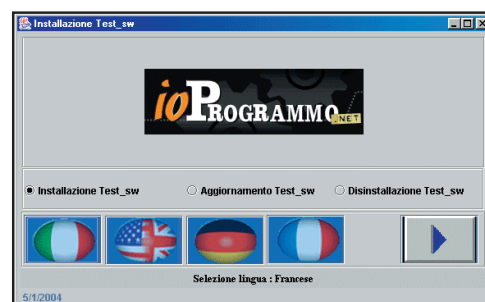 Installazione Test_sw
ioPROGRAMMO.NET
Installazione Test_sw Aggiornamento Test_sw Disinstallazione Test_sw
Selezione lingua : Francese
5/1/2004